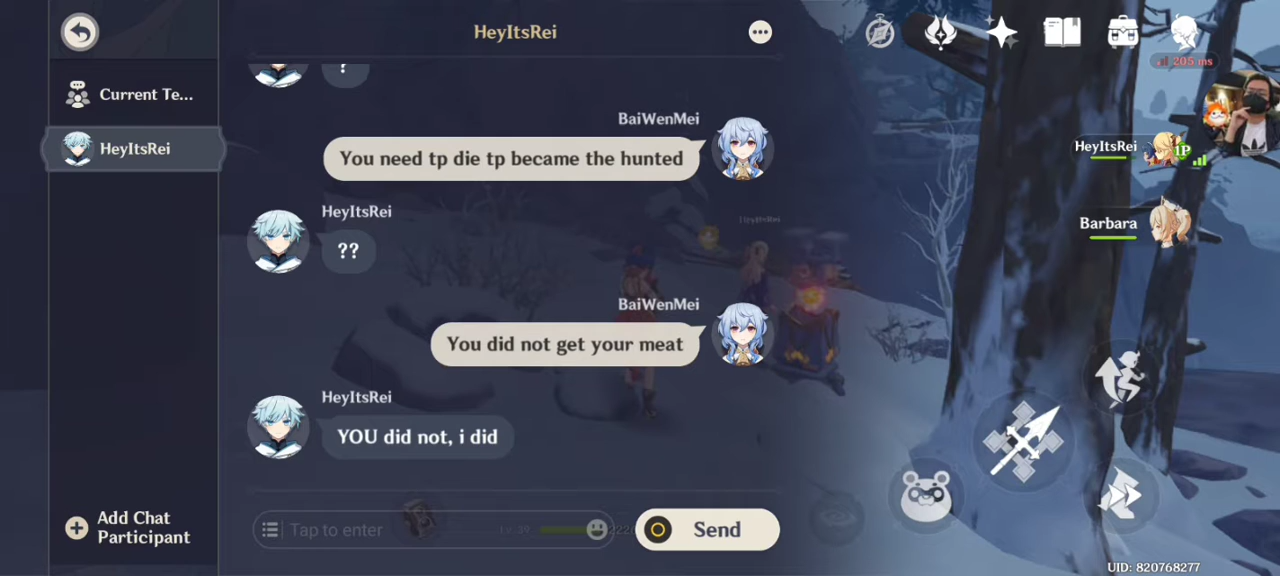 HeyItsRei
205 ms
Current Te...
HeyItsRei
?
BaiWenMei
You need tp die tp became the hunted
HeyItsRei
??
BaiWenMei
You did not get your meat
HeyItsRei
YOU did not, i did
Add Chat
Participant
Tap to enter
Send
HeyItsRei
1P
Barbara
HeyItsRei
UID: 820768277